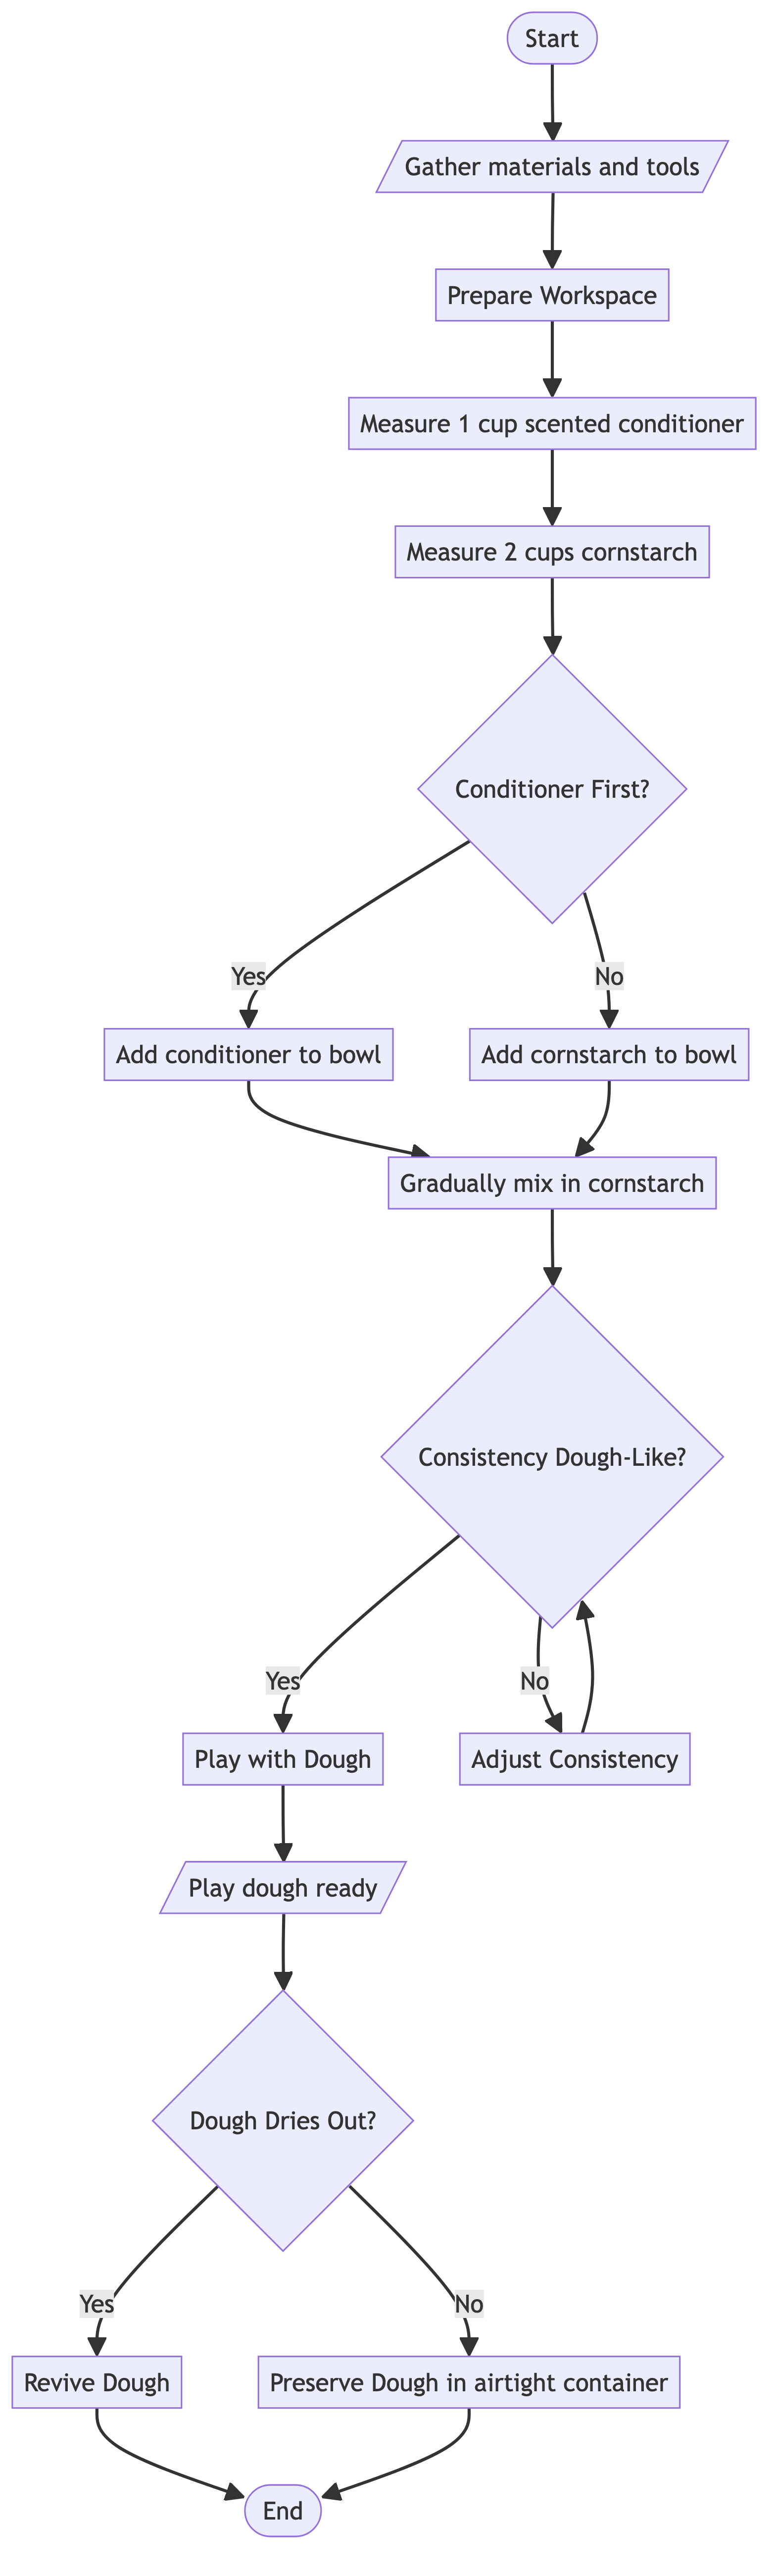 Start
Gather materials and tools
Prepare Workspace
Measure 1 cup scented conditioner
Measure 2 cups cornstarch
Conditioner First?
Yes
No
Add conditioner to bowl
Add cornstarch to bowl
Gradually mix in cornstarch
Consistency Dough-Like?
Yes
No
Play with Dough
Adjust Consistency
Play dough ready
Dough Dries Out?
Yes
No
Revive Dough
Preserve Dough in airtight container
End